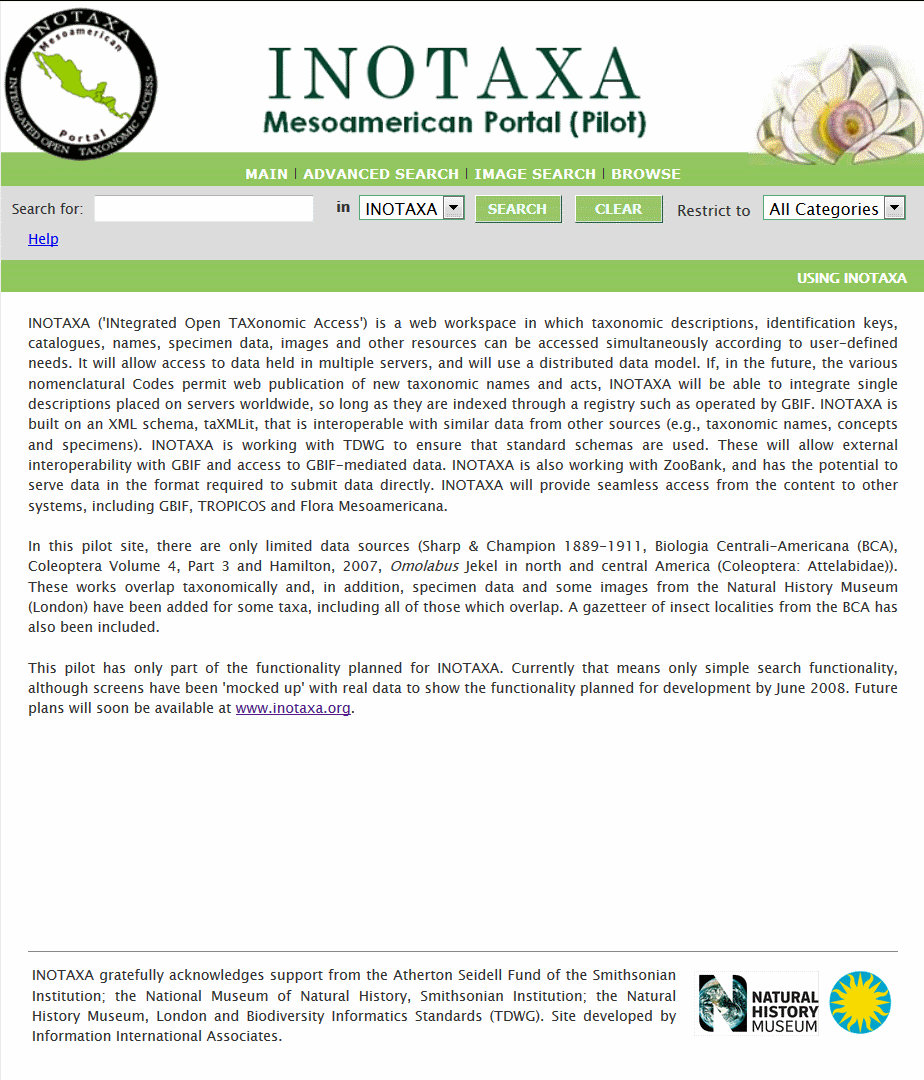 INOTAXA
Mesoamerican
Portal
· INTEGRATED OPEN TAXONOMIC ACCESS ·
INOTAXA
Mesoamerican Portal (Pilot)
MAIN | ADVANCED SEARCH | IMAGE SEARCH | BROWSE
Search for: in INOTAXA SEARCH CLEAR Restrict to All Categories
Help
USING INOTAXA
INOTAXA ('INtegrated Open TAXonomic Access') is a web workspace in which taxonomic descriptions, identification keys,
catalogues, names, specimen data, images and other resources can be accessed simultaneously according to user-defined
needs. It will allow access to data held in multiple servers, and will use a distributed data model. If, in the future, the various
nomenclatural Codes permit web publication of new taxonomic names and acts, INOTAXA will be able to integrate single
descriptions placed on servers worldwide, so long as they are indexed through a registry such as operated by GBIF. INOTAXA is
built on an XML schema, taXMLit, that is interoperable with similar data from other sources (e.g., taxonomic names, concepts
and specimens). INOTAXA is working with TDWG to ensure that standard schemas are used. These will allow external
interoperability with GBIF and access to GBIF-mediated data. INOTAXA is also working with ZooBank, and has the potential to
serve data in the format required to submit data directly. INOTAXA will provide seamless access from the content to other
systems, including GBIF, TROPICOS and Flora Mesoamericana.
In this pilot site, there are only limited data sources (Sharp & Champion 1889-1911, Biologia Centrali-Americana (BCA),
Coleoptera Volume 4, Part 3 and Hamilton, 2007, Omolabus Jekel in north and central America (Coleoptera: Attelabidae)).
These works overlap taxonomically and, in addition, specimen data and some images from the Natural History Museum
(London) have been added for some taxa, including all of those which overlap. A gazetteer of insect localities from the BCA has
also been included.
This pilot has only part of the functionality planned for INOTAXA. Currently that means only simple search functionality,
although screens have been 'mocked up' with real data to show the functionality planned for development by June 2008. Future
plans will soon be available at www.inotaxa.org.
INOTAXA gratefully acknowledges support from the Atherton Seidell Fund of the Smithsonian
Institution; the National Museum of Natural History, Smithsonian Institution; the Natural
History Museum, London and Biodiversity Informatics Standards (TDWG). Site developed by
Information International Associates.
N
NATURAL
HISTORY
MUSEUM